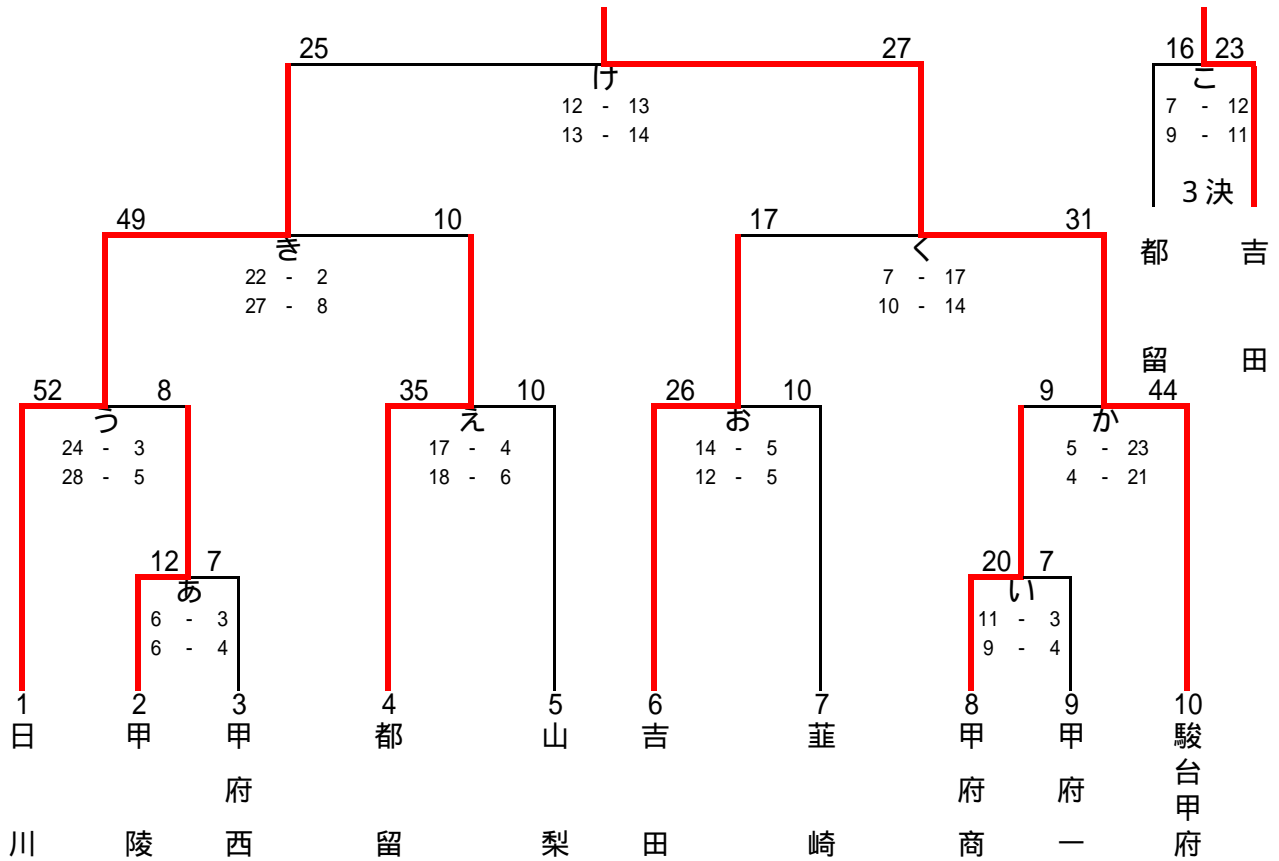 25 27 16 23
け こ
12 - 13 7 - 12
13 - 14 9 - 11
3決
49 10 17 31
き く 都 吉
22 - 2 7 - 17
27 - 8 10 - 14
留 田
52 8 35 10 26 10 9 44
う え お か
24 - 3 17 - 4 14 - 5 5 - 23
28 - 5 18 - 6 12 - 5 4 - 21
12 7 20 7
あ い
6 - 3 11 - 3
6 - 4 9 - 4
1 2 3 4 5 6 7 8 9 10
日川
甲陵
甲府西
都留
山梨
吉田
韮崎
甲府商
甲府一
駿台甲府